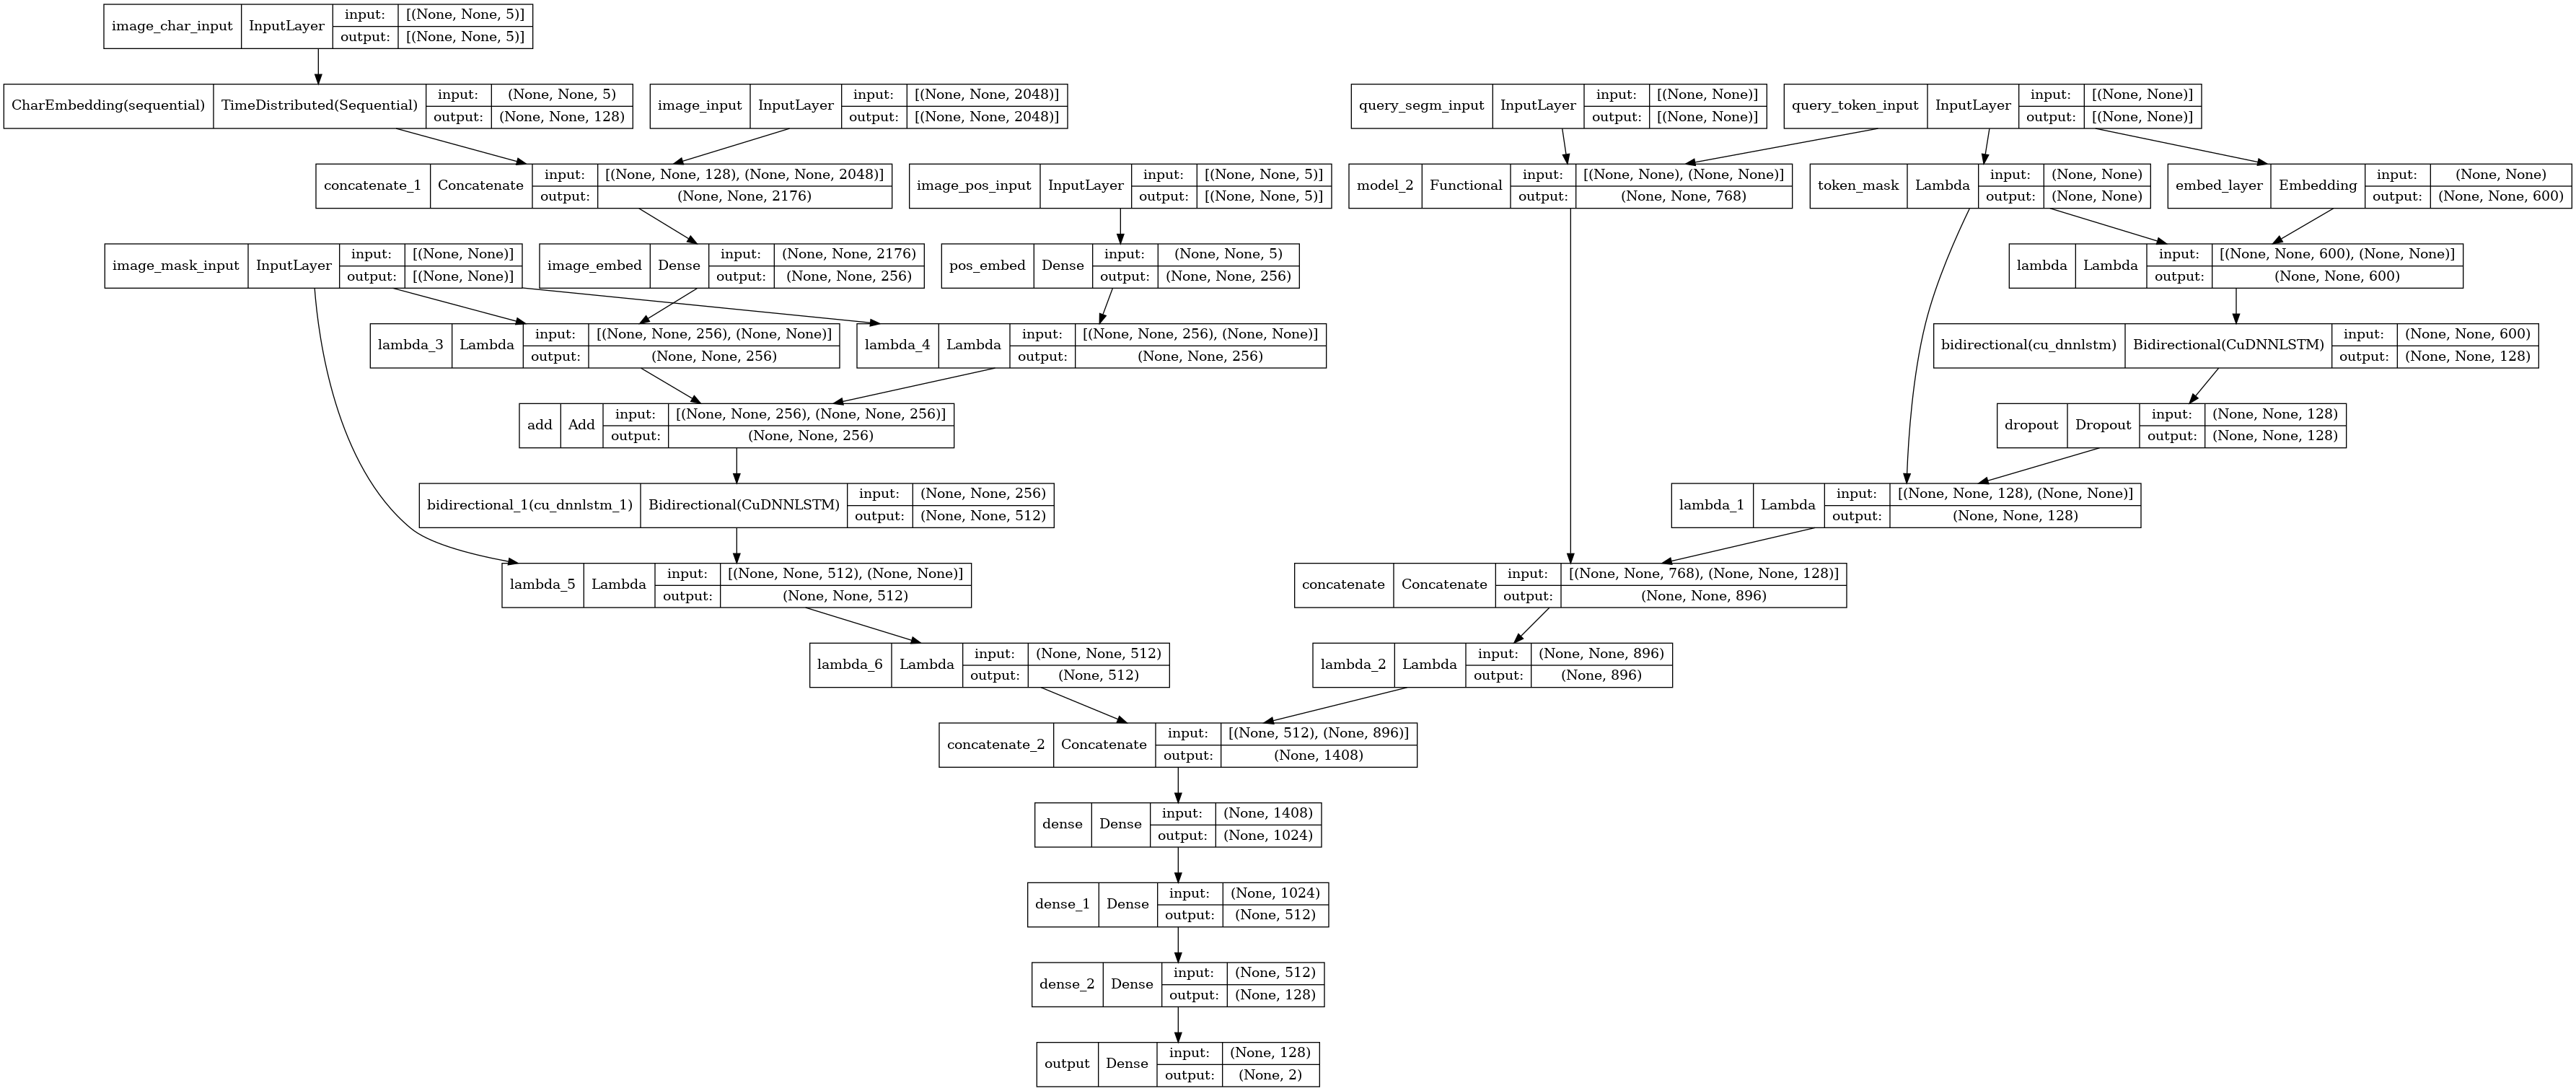 image_char_input InputLayer input: [(None, None, 5)]
output: [(None, None, 5)]
CharEmbedding(sequential) TimeDistributed(Sequential) input: (None, None, 5)
output: (None, None, 128)
image_input InputLayer input: [(None, None, 2048)]
output: [(None, None, 2048)]
query_segm_input InputLayer input: [(None, None)]
output: [(None, None)]
query_token_input InputLayer input: [(None, None)]
output: [(None, None)]
concatenate_1 Concatenate input: [(None, None, 128), (None, None, 2048)]
output: (None, None, 2176)
image_pos_input InputLayer input: [(None, None, 5)]
output: [(None, None, 5)]
model_2 Functional input: [(None, None), (None, None)]
output: (None, None, 768)
token_mask Lambda input: (None, None)
output: (None, None)
embed_layer Embedding input: (None, None)
output: (None, None, 600)
image_mask_input InputLayer input: [(None, None)]
output: [(None, None)]
image_embed Dense input: (None, None, 2176)
output: (None, None, 256)
pos_embed Dense input: (None, None, 5)
output: (None, None, 256)
lambda Lambda input: [(None, None, 600), (None, None)]
output: (None, None, 600)
lambda_3 Lambda input: [(None, None, 256), (None, None)]
output: (None, None, 256)
lambda_4 Lambda input: [(None, None, 256), (None, None)]
output: (None, None, 256)
bidirectional(cu_dnnlstm) Bidirectional(CuDNNLSTM) input: (None, None, 600)
output: (None, None, 128)
add Add input: [(None, None, 256), (None, None, 256)]
output: (None, None, 256)
dropout Dropout input: (None, None, 128)
output: (None, None, 128)
bidirectional_1(cu_dnnlstm_1) Bidirectional(CuDNNLSTM) input: (None, None, 256)
output: (None, None, 512)
lambda_1 Lambda input: [(None, None, 128), (None, None)]
output: (None, None, 128)
lambda_5 Lambda input: [(None, None, 512), (None, None)]
output: (None, None, 512)
concatenate Concatenate input: [(None, None, 768), (None, None, 128)]
output: (None, None, 896)
lambda_6 Lambda input: (None, None, 512)
output: (None, 512)
lambda_2 Lambda input: (None, None, 896)
output: (None, 896)
concatenate_2 Concatenate input: [(None, 512), (None, 896)]
output: (None, 1408)
dense Dense input: (None, 1408)
output: (None, 1024)
dense_1 Dense input: (None, 1024)
output: (None, 512)
dense_2 Dense input: (None, 512)
output: (None, 128)
output Dense input: (None, 128)
output: (None, 2)